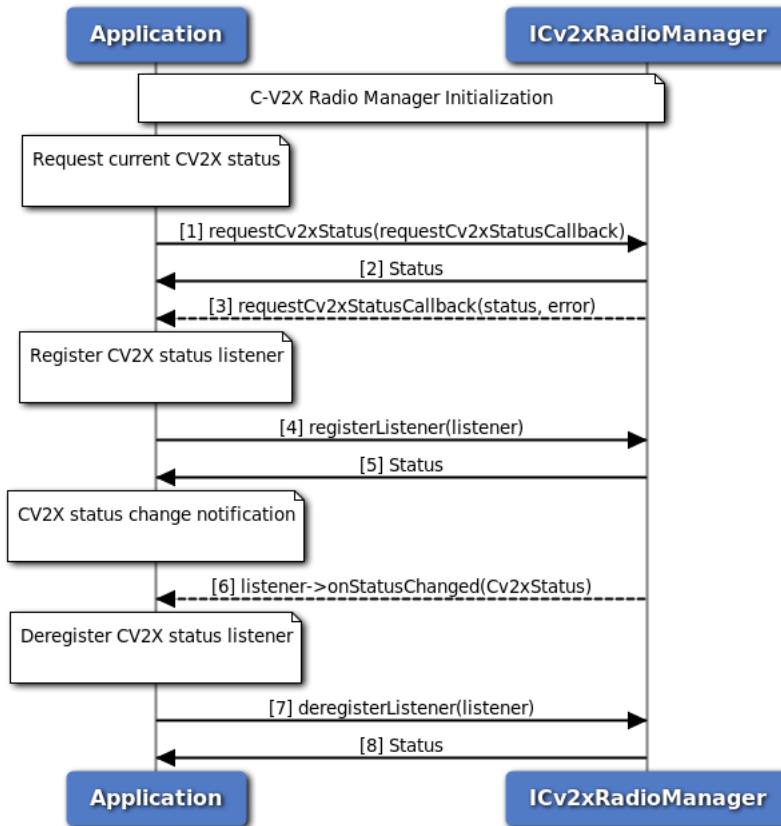 Application
ICv2xRadioManager
C-V2X Radio Manager Initialization
Request current CV2X status
[1] requestCv2xStatus(requestCv2xStatusCallback)
[2] Status
[3] requestCv2xStatusCallback(status, error)
Register CV2X status listener
[4] registerListener(listener)
[5] Status
CV2X status change notification
[6] listener->onStatusChanged(Cv2xStatus)
Deregister CV2X status listener
[7] deregisterListener(listener)
[8] Status
Application
ICv2xRadioManager